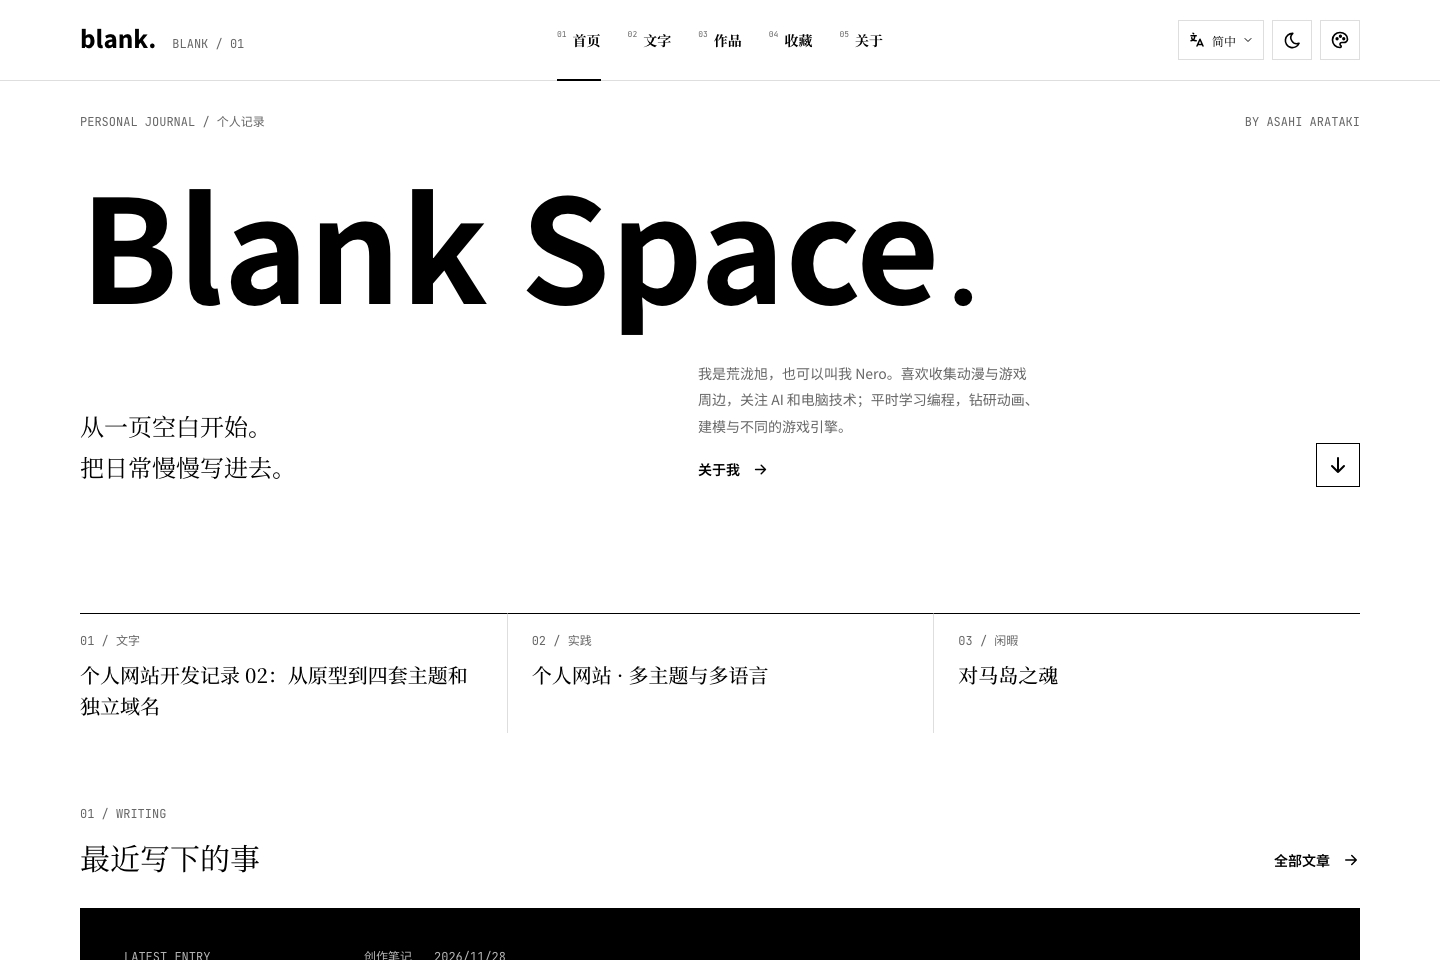 blank. BLANK / 01
01 首页 02 文字 03 作品 04 收藏 05 关于
简中
PERSONAL JOURNAL / 个人记录
BY ASAHI ARATAKI
Blank Space.
从一页空白开始。
把日常慢慢写进去。
我是荒泷旭，也可以叫我 Nero。喜欢收集动漫与游戏
周边，关注 AI 和电脑技术；平时学习编程，钻研动画、
建模与不同的游戏引擎。
关于我 →
01 / 文字
个人网站开发记录 02：从原型到四套主题和
独立域名
02 / 实践
个人网站 · 多主题与多语言
03 / 闲暇
对马岛之魂
01 / WRITING
最近写下的事
全部文章 →
LATEST ENTRY 创作笔记 2026/11/28